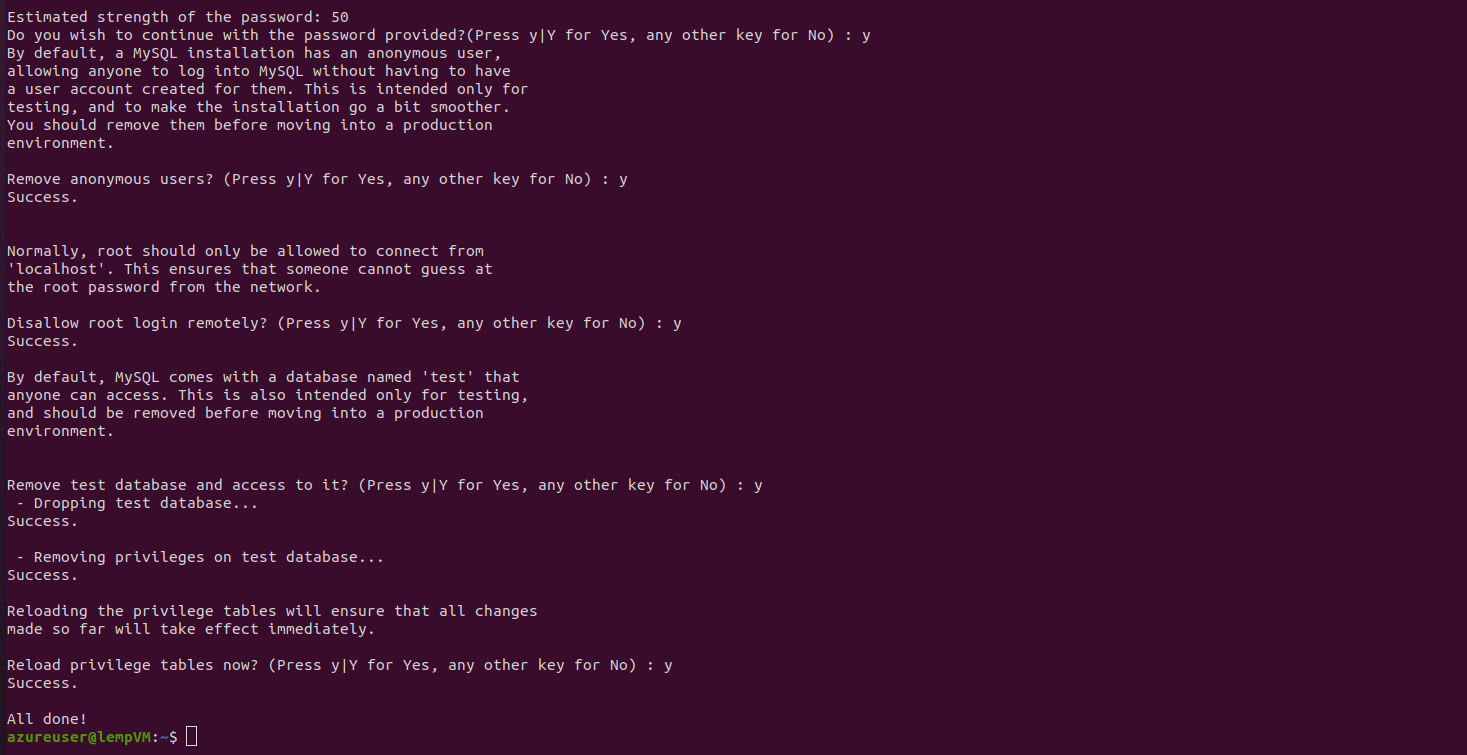 Estimated strength of the password: 50
Do you wish to continue with the password provided?(Press y|Y for Yes, any other key for No) : y
By default, a MySQL installation has an anonymous user,
allowing anyone to log into MySQL without having to have
a user account created for them. This is intended only for
testing, and to make the installation go a bit smoother.
You should remove them before moving into a production
environment.
Remove anonymous users? (Press y|Y for Yes, any other key for No) : y
Success.
Normally, root should only be allowed to connect from
'localhost'. This ensures that someone cannot guess at
the root password from the network.
Disallow root login remotely? (Press y|Y for Yes, any other key for No) : y
Success.
By default, MySQL comes with a database named 'test' that
anyone can access. This is also intended only for testing,
and should be removed before moving into a production
environment.
Remove test database and access to it? (Press y|Y for Yes, any other key for No) : y
- Dropping test database...
Success.
- Removing privileges on test database...
Success.
Reloading the privilege tables will ensure that all changes
made so far will take effect immediately.
Reload privilege tables now? (Press y|Y for Yes, any other key for No) : y
Success.
All done!
azureuser@lempVM:~$